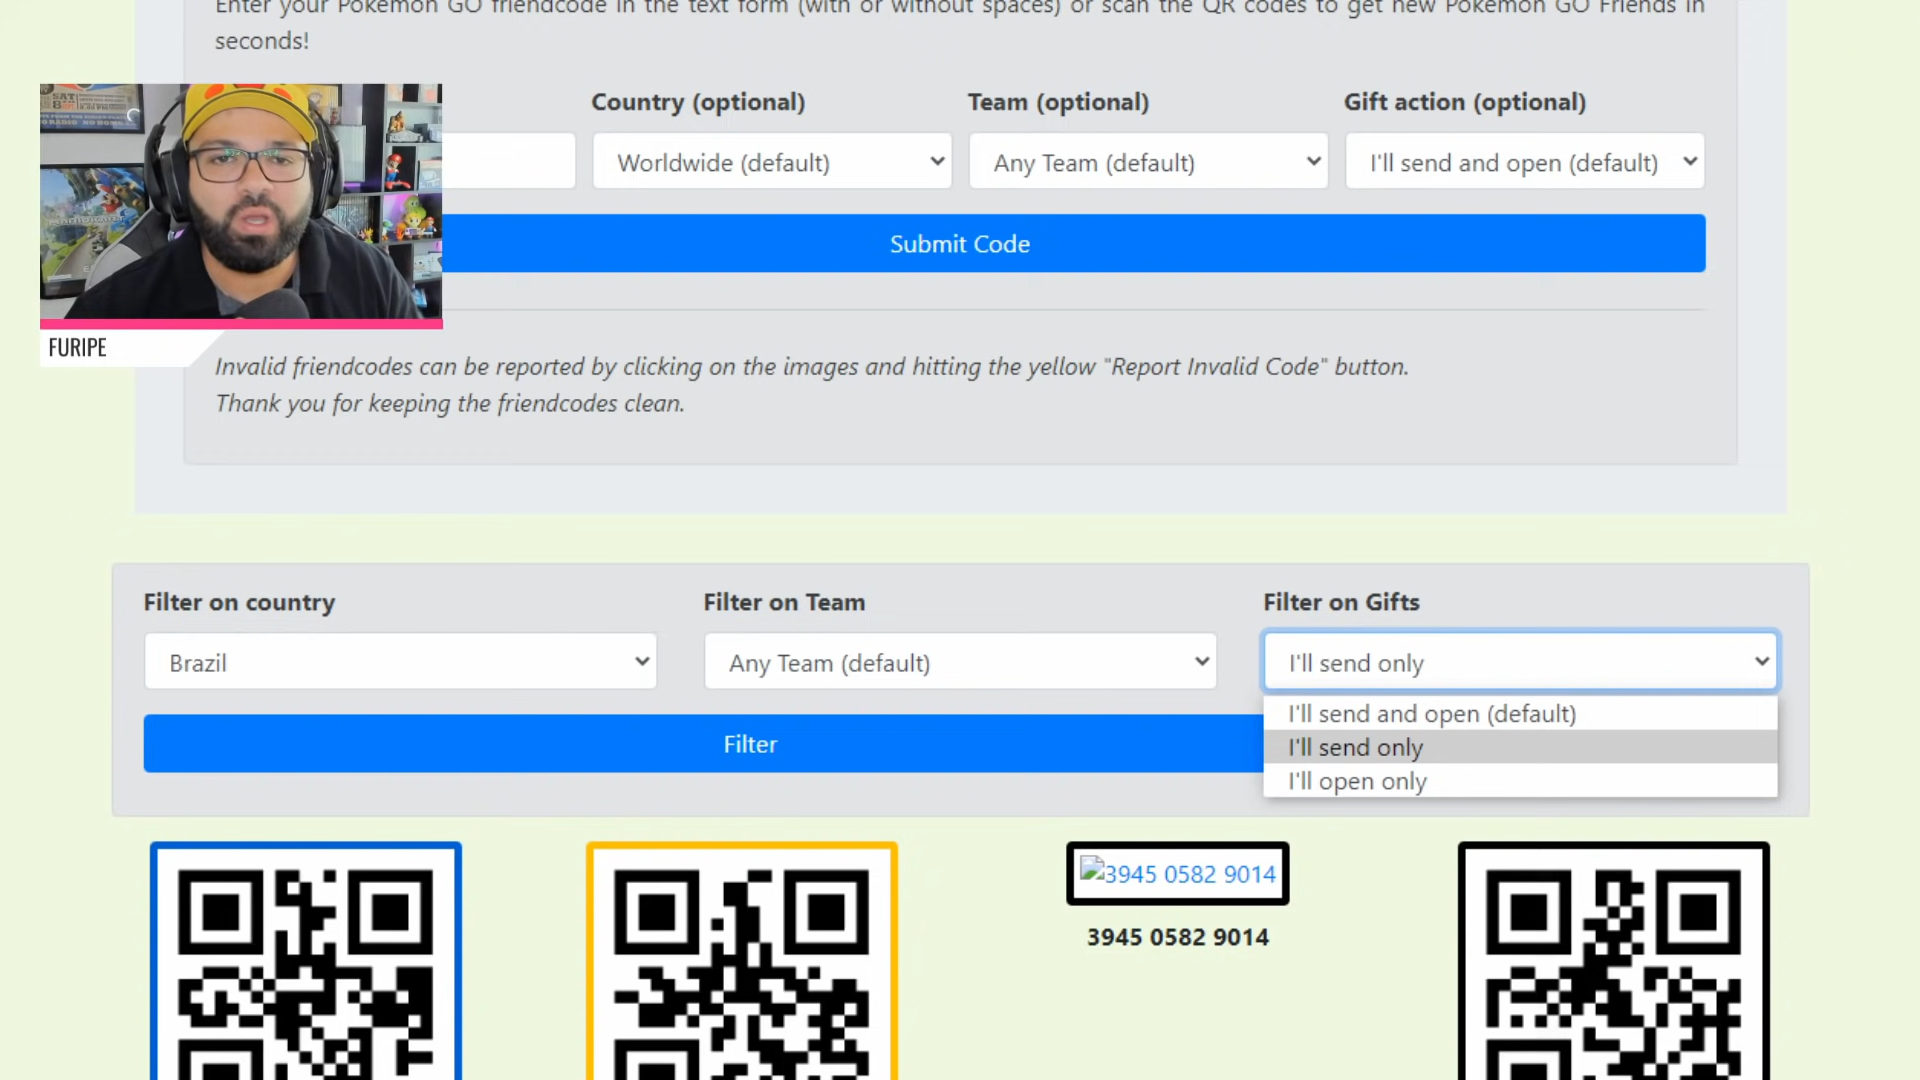 Enter your Pokemon GO friendcode in the text form (with or without spaces) or scan the QR codes to get new Pokemon GO Friends in
seconds!
Country (optional)
Team (optional)
Gift action (optional)
Worldwide (default)
Any Team (default)
I'll send and open (default)
Submit Code
FURIPE
Invalid friendcodes can be reported by clicking on the images and hitting the yellow "Report Invalid Code" button.
Thank you for keeping the friendcodes clean.
Filter on country
Filter on Team
Filter on Gifts
Brazil
Any Team (default)
I'll send only
I'll send and open (default)
I'll send only
I'll open only
Filter
3945 0582 9014
3945 0582 9014